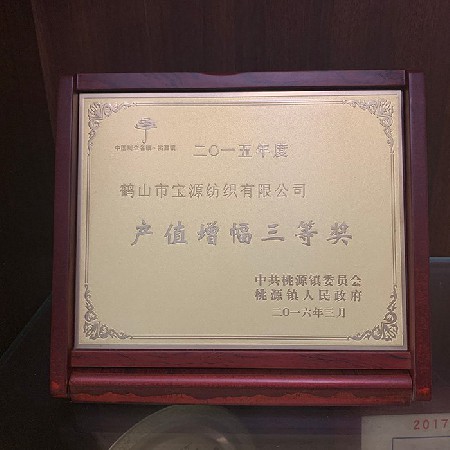 二〇一五年度
鹤山市宝源纺织有限公司
产值增幅三等奖
中共桃源镇委员会
桃源镇人民政府
二〇一六年三月
2017